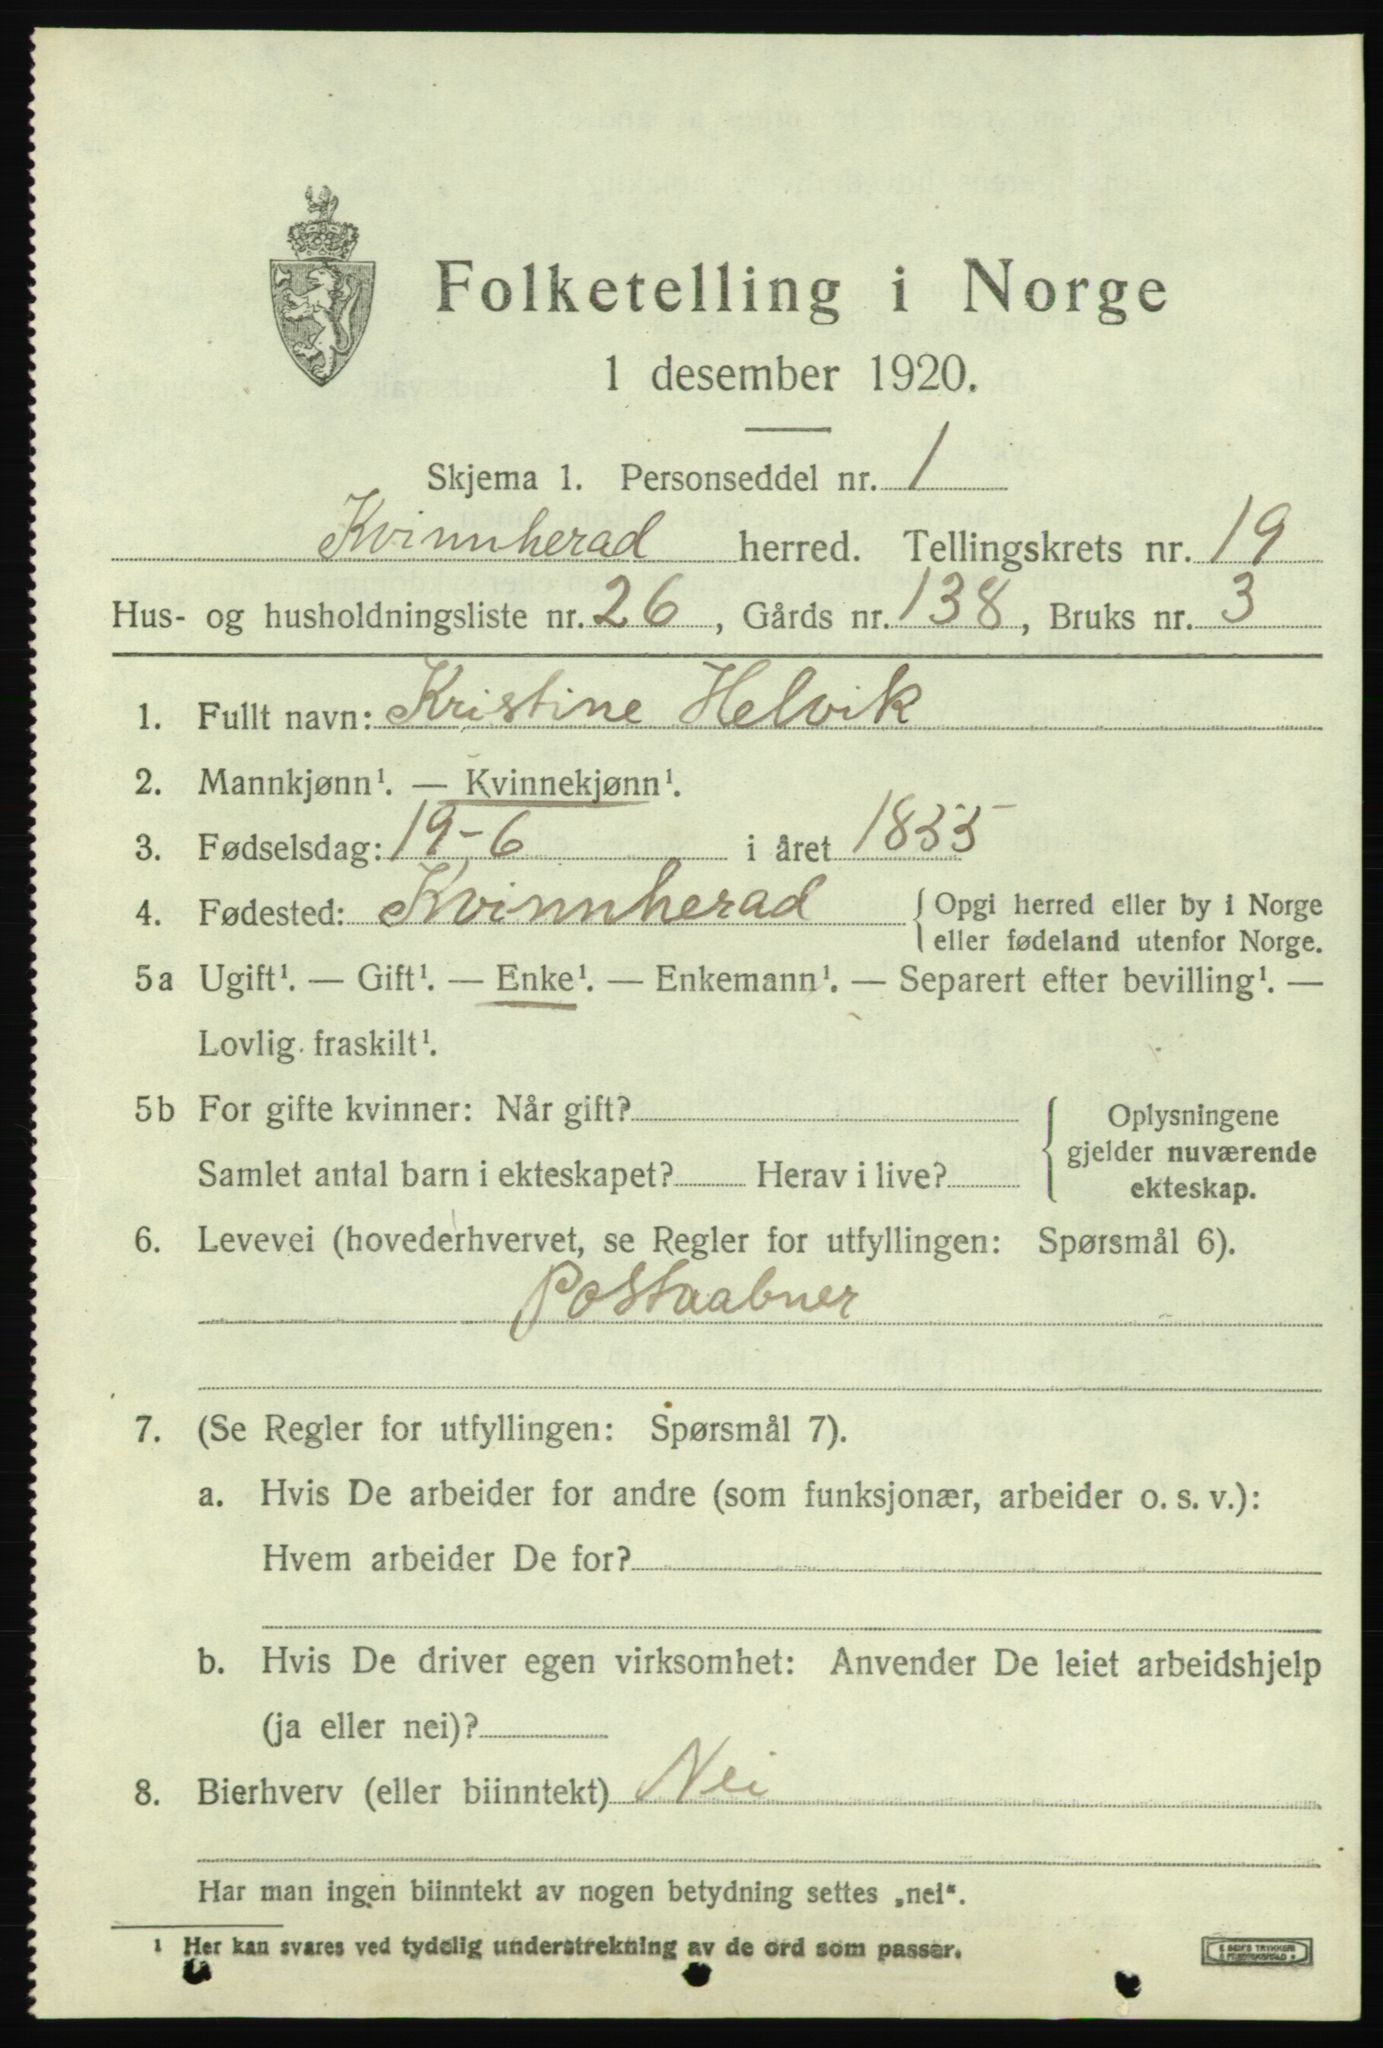 Folketelling i Norge
1 desember 1920.
Skjema 1. Personseddel nr. 1
Kvinnherad herred. Tellingskrets nr. 19
Hus- og husholdningsliste nr. 26, Gårds nr. 138, Bruks nr. 3
1. Fullt navn: Kristine Helvik
2. Mannkjønn¹. — Kvinnekjønn¹.
3. Fødselsdag: 19-6 i året 1855
4. Fødested: Kvinnherad { Opgi herred eller by i Norge
eller fødeland utenfor Norge.
5a Ugift¹. — Gift¹. — Enke¹. — Enkemann¹. — Separert efter bevilling¹. —
Lovlig fraskilt¹.
5b For gifte kvinner: Når gift? { Oplysningene
gjelder nuværende
Samlet antal barn i ekteskapet? Herav i live? ekteskap.
6. Levevei (hovederhvervet, se Regler for utfyllingen: Spørsmål 6).
Postaabner
7. (Se Regler for utfyllingen: Spørsmål 7).
a. Hvis De arbeider for andre (som funksjonær, arbeider o. s. v.):
Hvem arbeider De for?
b. Hvis De driver egen virksomhet: Anvender De leiet arbeidshjelp
(ja eller nei)?
8. Bierhverv (eller biinntekt) Nei
Har man ingen biinntekt av nogen betydning settes „nei“.
¹ Her kan svares ved tydelig understrekning av de ord som passer.